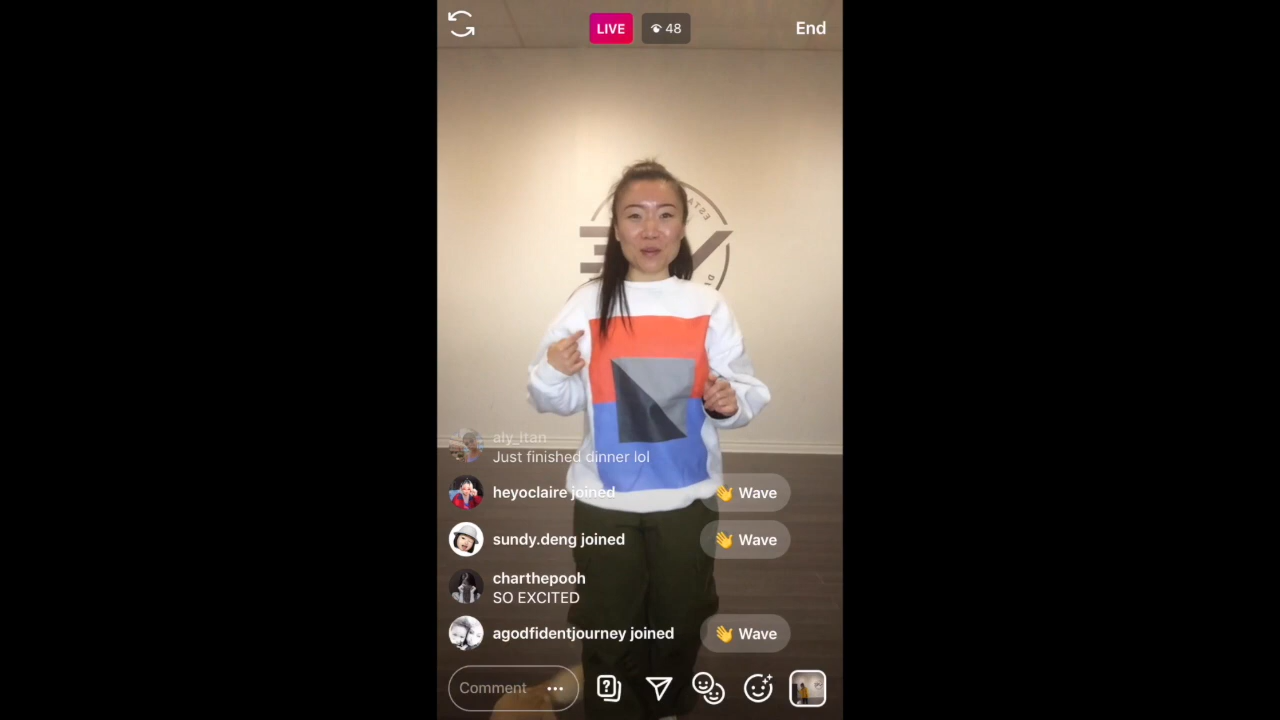 LIVE
48
End
ESTA
aly_itan
Just finished dinner lol
heyoclaire joined
👋 Wave
sundy.deng joined
👋 Wave
charthepooh
SO EXCITED
agodfidentjourney joined
👋 Wave
Comment